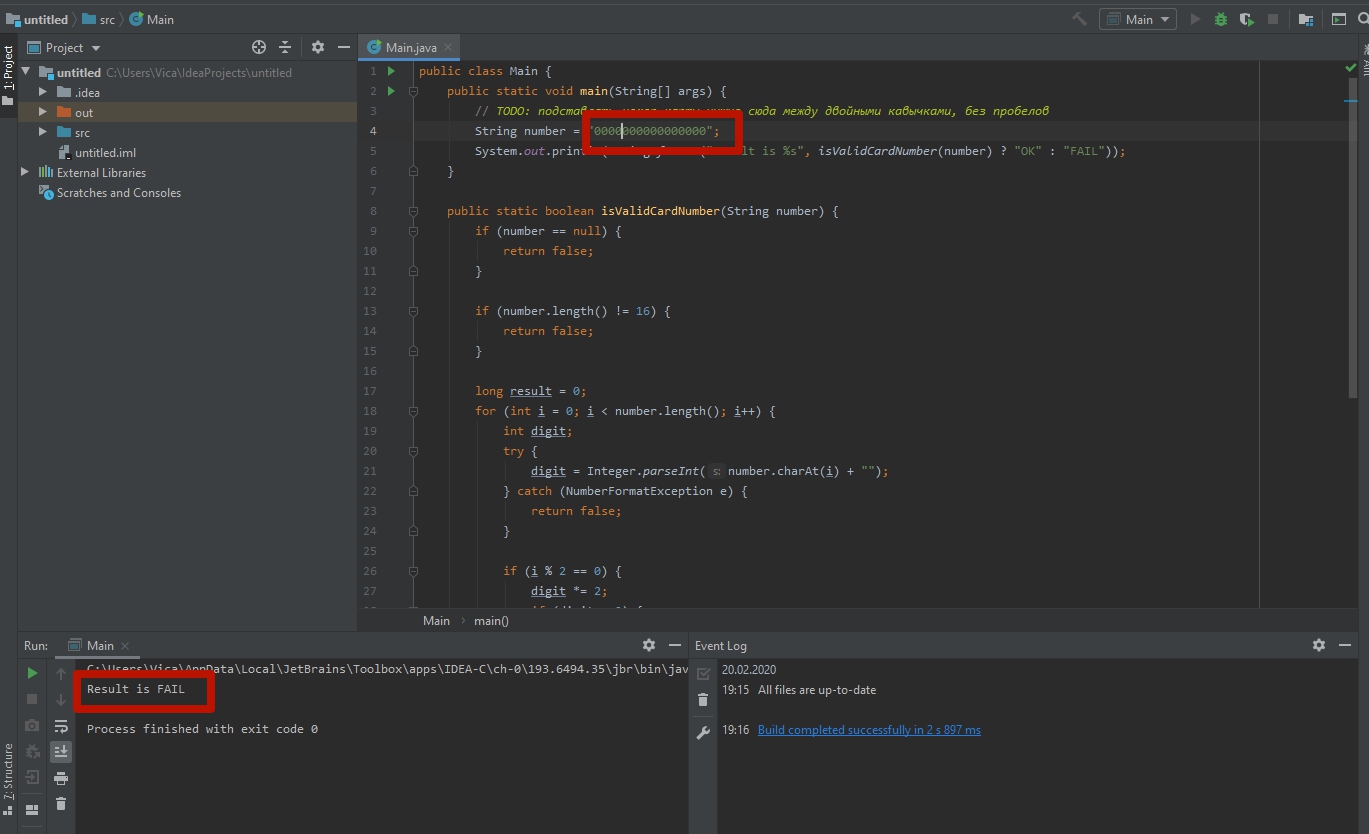 untitled src Main
Main
1: Project
Project
Main.java
untitled C:\Users\Vica\IdeaProjects\untitled
.idea
out
src
untitled.iml
External Libraries
Scratches and Consoles
1 public class Main {
2 public static void main(String[] args) {
3 // TODO: сюда между двойными кавычками, без пробелов
4 String number = "0000000000000000";
5 System.out. is %s", isValidCardNumber(number) ? "OK" : "FAIL"));
6 }
7
8 public static boolean isValidCardNumber(String number) {
9 if (number == null) {
10 return false;
11 }
12
13 if (number.length() != 16) {
14 return false;
15 }
16
17 long result = 0;
18 for (int i = 0; i < number.length(); i++) {
19 int digit;
20 try {
21 digit = Integer.parseInt( s: number.charAt(i) + "");
22 } catch (NumberFormatException e) {
23 return false;
24 }
25
26 if (i % 2 == 0) {
27 digit *= 2;
Main main()
Run: Main
C:\Users\Vica\AppData\Local\JetBrains\Toolbox\apps\IDEA-C\ch-0\193.6494.35\jbr\bin\jav
Result is FAIL
Process finished with exit code 0
Event Log
20.02.2020
19:15 All files are up-to-date
19:16 Build completed successfully in 2 s 897 ms
Z: Structure